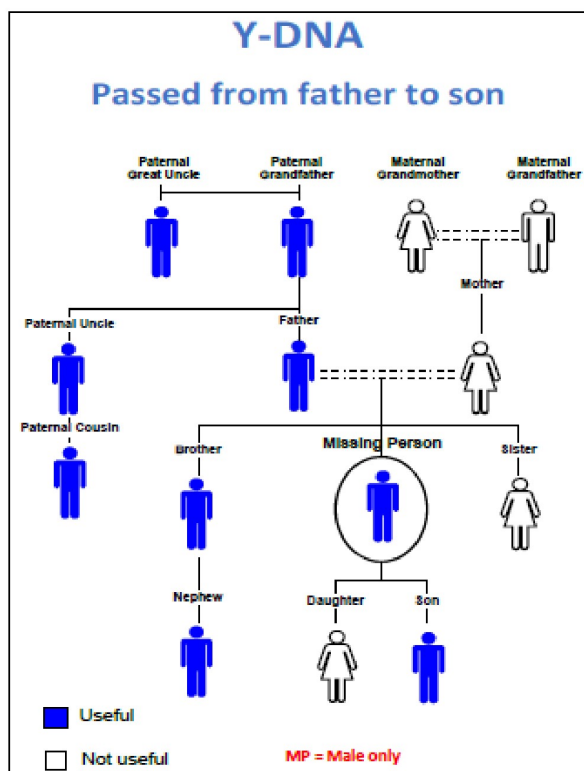 Y-DNA
Passed from father to son
Paternal Great Uncle
Paternal Grandfather
Maternal Grandmother
Maternal Grandfather
Mother
Paternal Uncle
Father
Paternal Cousin
Brother
Missing Person
Sister
Nephew
Daughter
Son
Useful
Not useful
MP = Male only